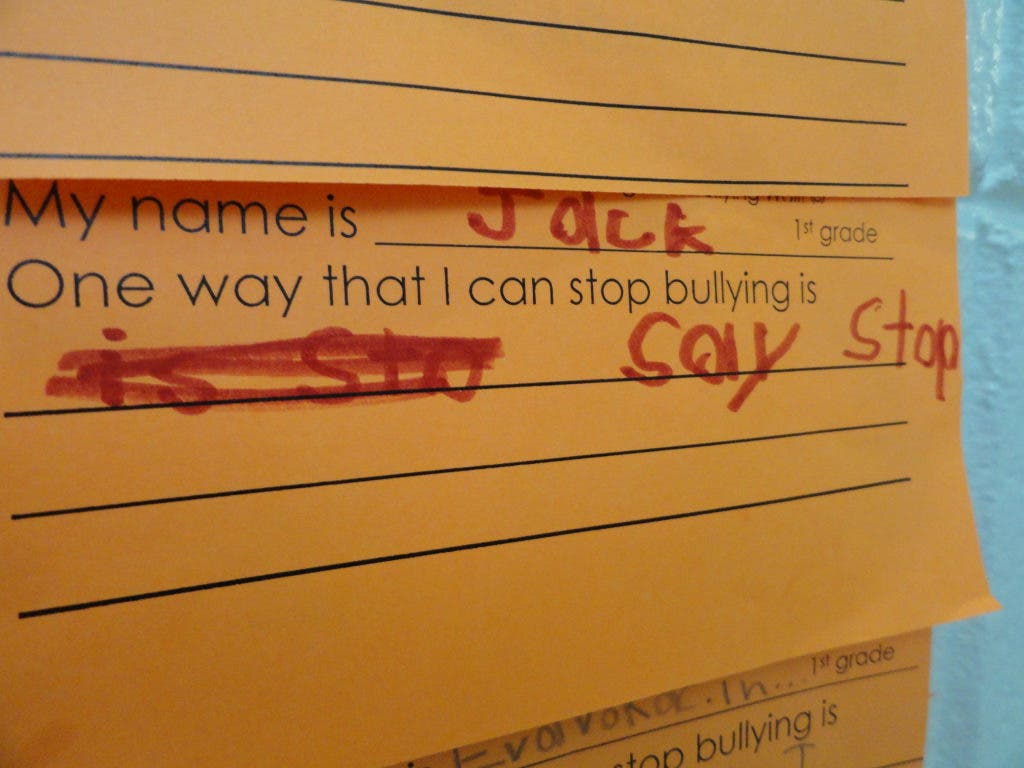 My name is Jack 1st grade
One way that I can stop bullying is
is sto say stop
1st grade
stop bullying is
I